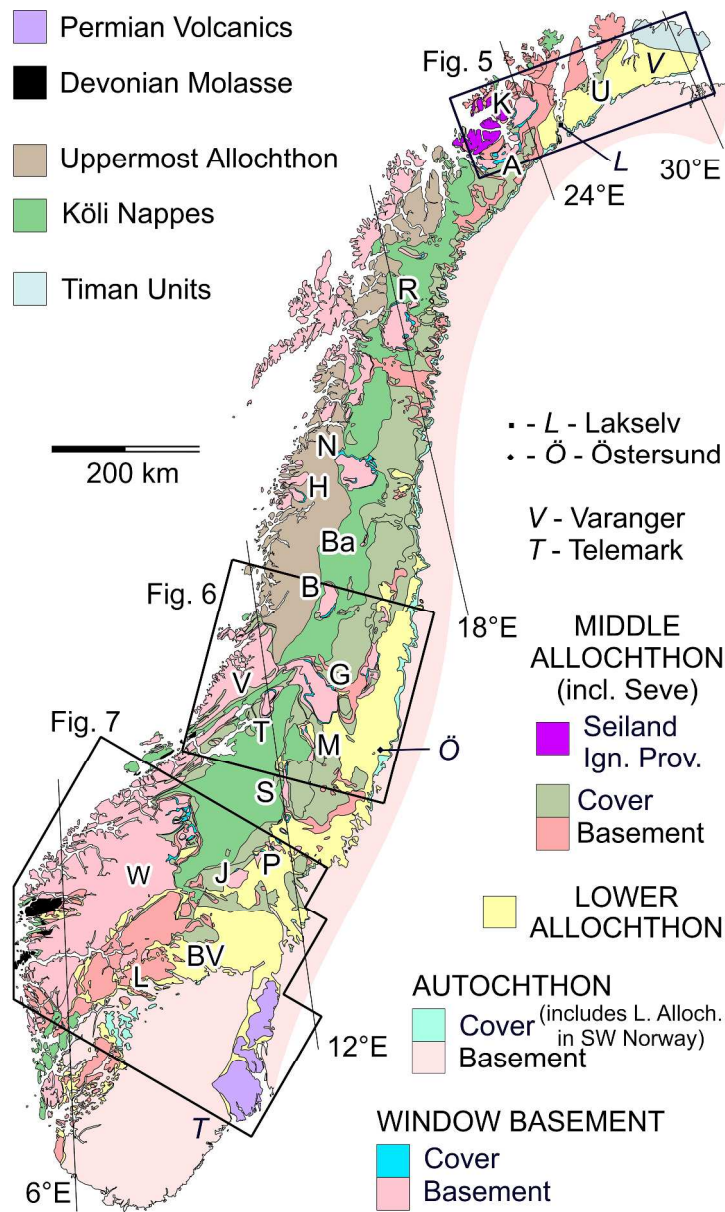 Permian Volcanics
Devonian Molasse
Uppermost Allochthon
Köli Nappes
Timan Units
200 km
Fig. 5
K
U
V
A
L
30°E
24°E
R
N
H
Ba
B
18°E
Fig. 6
V
G
T
M
Ö
Fig. 7
S
W
J
P
BV
L
12°E
T
6°E
- L - Lakselv
- Ö - Östersund
V - Varanger
T - Telemark
MIDDLE
ALLOCHTHON
(incl. Seve)
Seiland
Ign. Prov.
Cover
Basement
LOWER
ALLOCHTHON
AUTOCHTHON
Cover (includes L. Alloch.
in SW Norway)
Basement
WINDOW BASEMENT
Cover
Basement